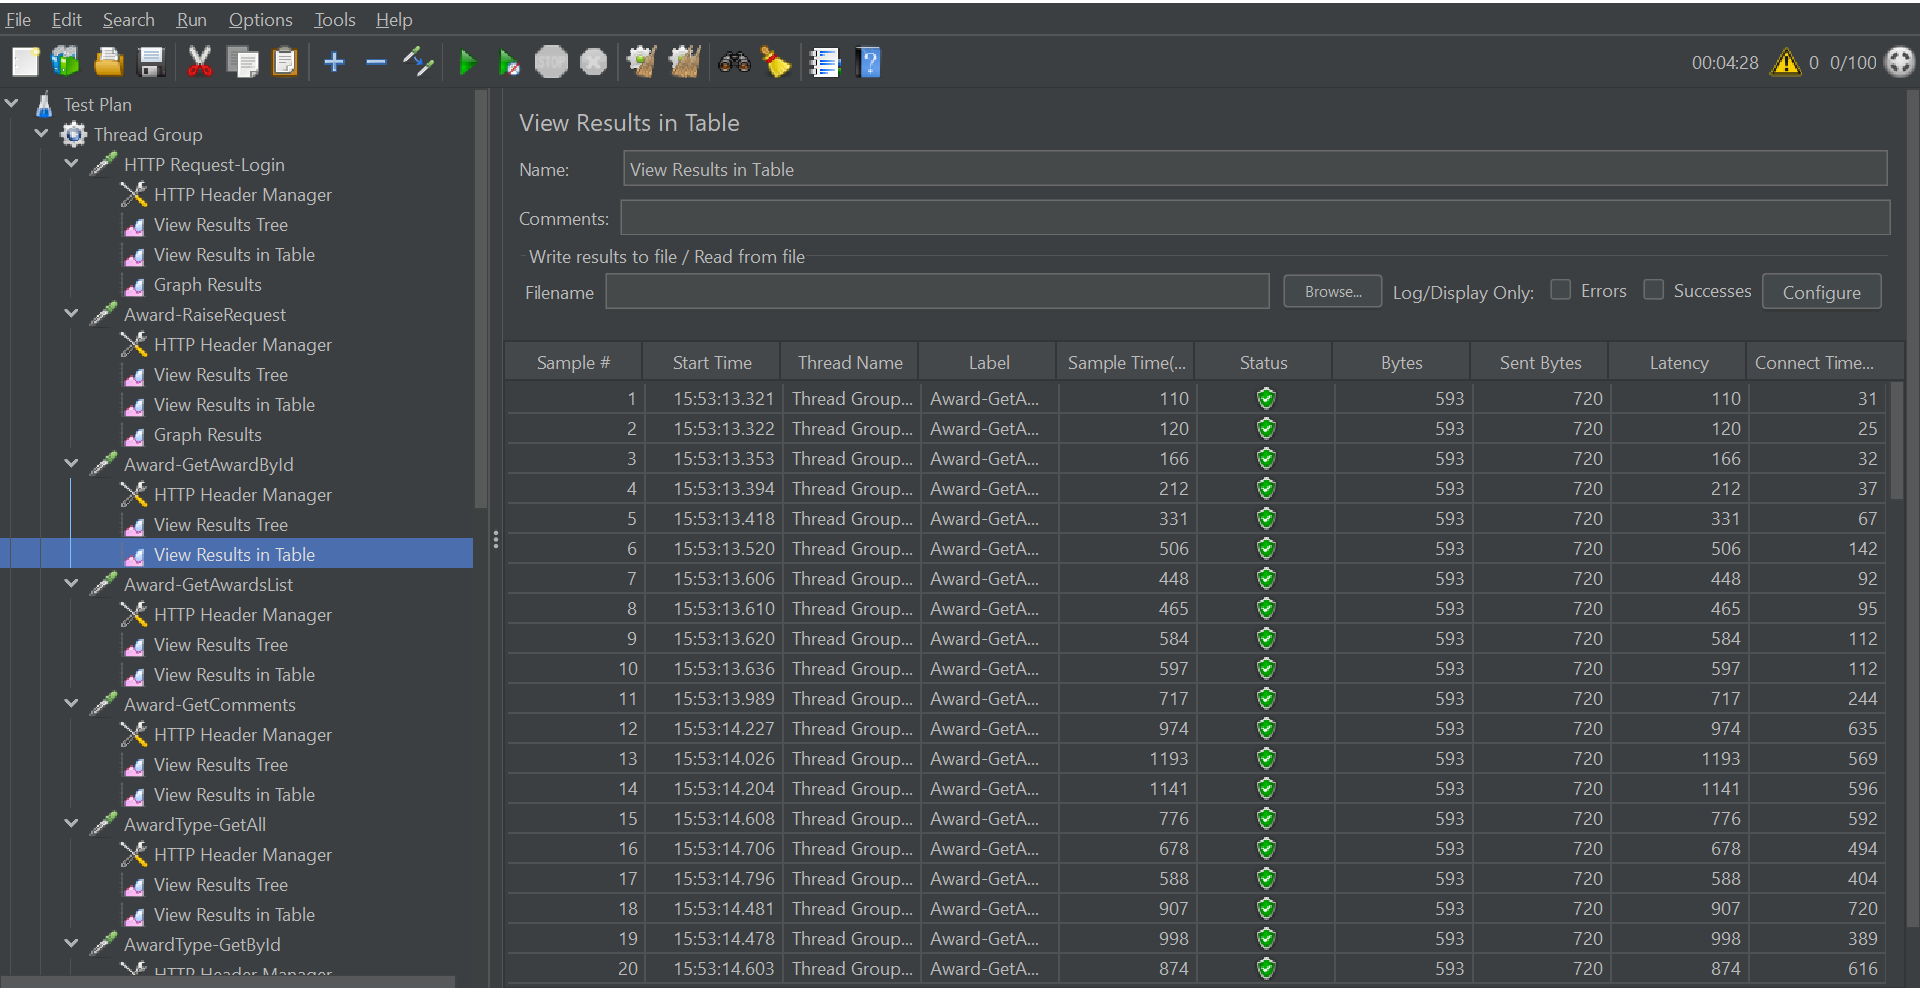 File Edit Search Run Options Tools Help
STOP 00:04:28 0 0/100
Test Plan
Thread Group
HTTP Request-Login
HTTP Header Manager
View Results Tree
View Results in Table
Graph Results
Award-RaiseRequest
HTTP Header Manager
View Results Tree
View Results in Table
Graph Results
Award-GetAwardById
HTTP Header Manager
View Results Tree
View Results in Table
Award-GetAwardsList
HTTP Header Manager
View Results Tree
View Results in Table
Award-GetComments
HTTP Header Manager
View Results Tree
View Results in Table
AwardType-GetAll
HTTP Header Manager
View Results Tree
View Results in Table
AwardType-GetById
HTTP Header Manager
View Results in Table
Name: View Results in Table
Comments:
Write results to file / Read from file
Filename Browse... Log/Display Only: Errors Successes Configure
Sample # Start Time Thread Name Label Sample Time(... Status Bytes Sent Bytes Latency Connect Time...
1 15:53:13.321 Thread Group... Award-GetA... 110 593 720 110 31
2 15:53:13.322 Thread Group... Award-GetA... 120 593 720 120 25
3 15:53:13.353 Thread Group... Award-GetA... 166 593 720 166 32
4 15:53:13.394 Thread Group... Award-GetA... 212 593 720 212 37
5 15:53:13.418 Thread Group... Award-GetA... 331 593 720 331 67
6 15:53:13.520 Thread Group... Award-GetA... 506 593 720 506 142
7 15:53:13.606 Thread Group... Award-GetA... 448 593 720 448 92
8 15:53:13.610 Thread Group... Award-GetA... 465 593 720 465 95
9 15:53:13.620 Thread Group... Award-GetA... 584 593 720 584 112
10 15:53:13.636 Thread Group... Award-GetA... 597 593 720 597 112
11 15:53:13.989 Thread Group... Award-GetA... 717 593 720 717 244
12 15:53:14.227 Thread Group... Award-GetA... 974 593 720 974 635
13 15:53:14.026 Thread Group... Award-GetA... 1193 593 720 1193 569
14 15:53:14.204 Thread Group... Award-GetA... 1141 593 720 1141 596
15 15:53:14.608 Thread Group... Award-GetA... 776 593 720 776 592
16 15:53:14.706 Thread Group... Award-GetA... 678 593 720 678 494
17 15:53:14.796 Thread Group... Award-GetA... 588 593 720 588 404
18 15:53:14.481 Thread Group... Award-GetA... 907 593 720 907 720
19 15:53:14.478 Thread Group... Award-GetA... 998 593 720 998 389
20 15:53:14.603 Thread Group... Award-GetA... 874 593 720 874 616